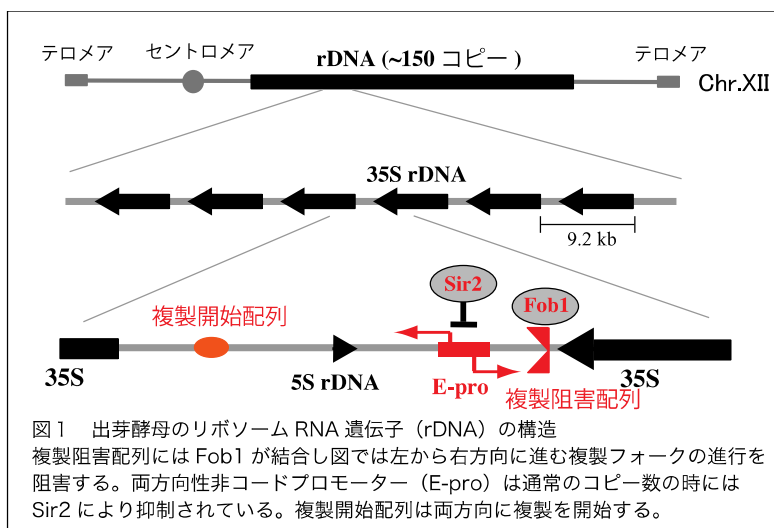 テロメア
セントロメア
rDNA (~150 コピー )
テロメア
Chr.XII
35S rDNA
9.2 kb
Sir2
Fob1
複製開始配列
35S
5S rDNA
E-pro
35S
複製阻害配列
図1 出芽酵母のリボソーム RNA 遺伝子（rDNA）の構造
複製阻害配列には Fob1 が結合し図では左から右方向に進む複製フォークの進行を
阻害する。両方向性非コードプロモーター（E-pro）は通常のコピー数の時には
Sir2 により抑制されている。複製開始配列は両方向に複製を開始する。